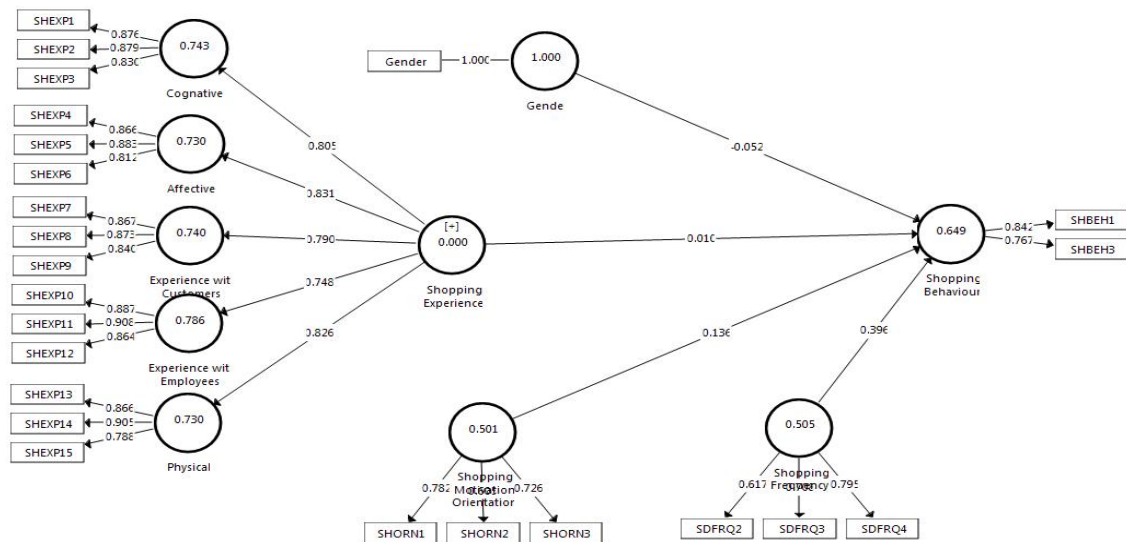 SHEXP1
0.876
SHEXP2
0.879
0.743
SHEXP3
0.830
Cognative
Gender
1.000
1.000
Gende
SHEXP4
0.866
SHEXP5
0.883
0.730
SHEXP6
0.812
Affective
0.805
-0.052
0.831
SHEXP7
0.867
SHEXP8
0.873
0.740
SHEXP9
0.840
Experience wit
Customers
0.790
[+]
0.000
Shopping
Experience
0.010
0.649
Shopping
Behaviour
0.842
SHBEH1
0.767
SHBEH3
SHEXP10
0.887
SHEXP11
0.908
0.786
SHEXP12
0.864
Experience wit
Employees
0.748
0.826
0.136
0.396
SHEXP13
0.866
SHEXP14
0.905
0.730
SHEXP15
0.788
Physical
0.501
Shopping
Motivation
Orientation
0.782
0.726
SHORN1
SHORN2
SHORN3
0.505
Shopping
Frequency
0.617
0.795
SDFRQ2
SDFRQ3
SDFRQ4